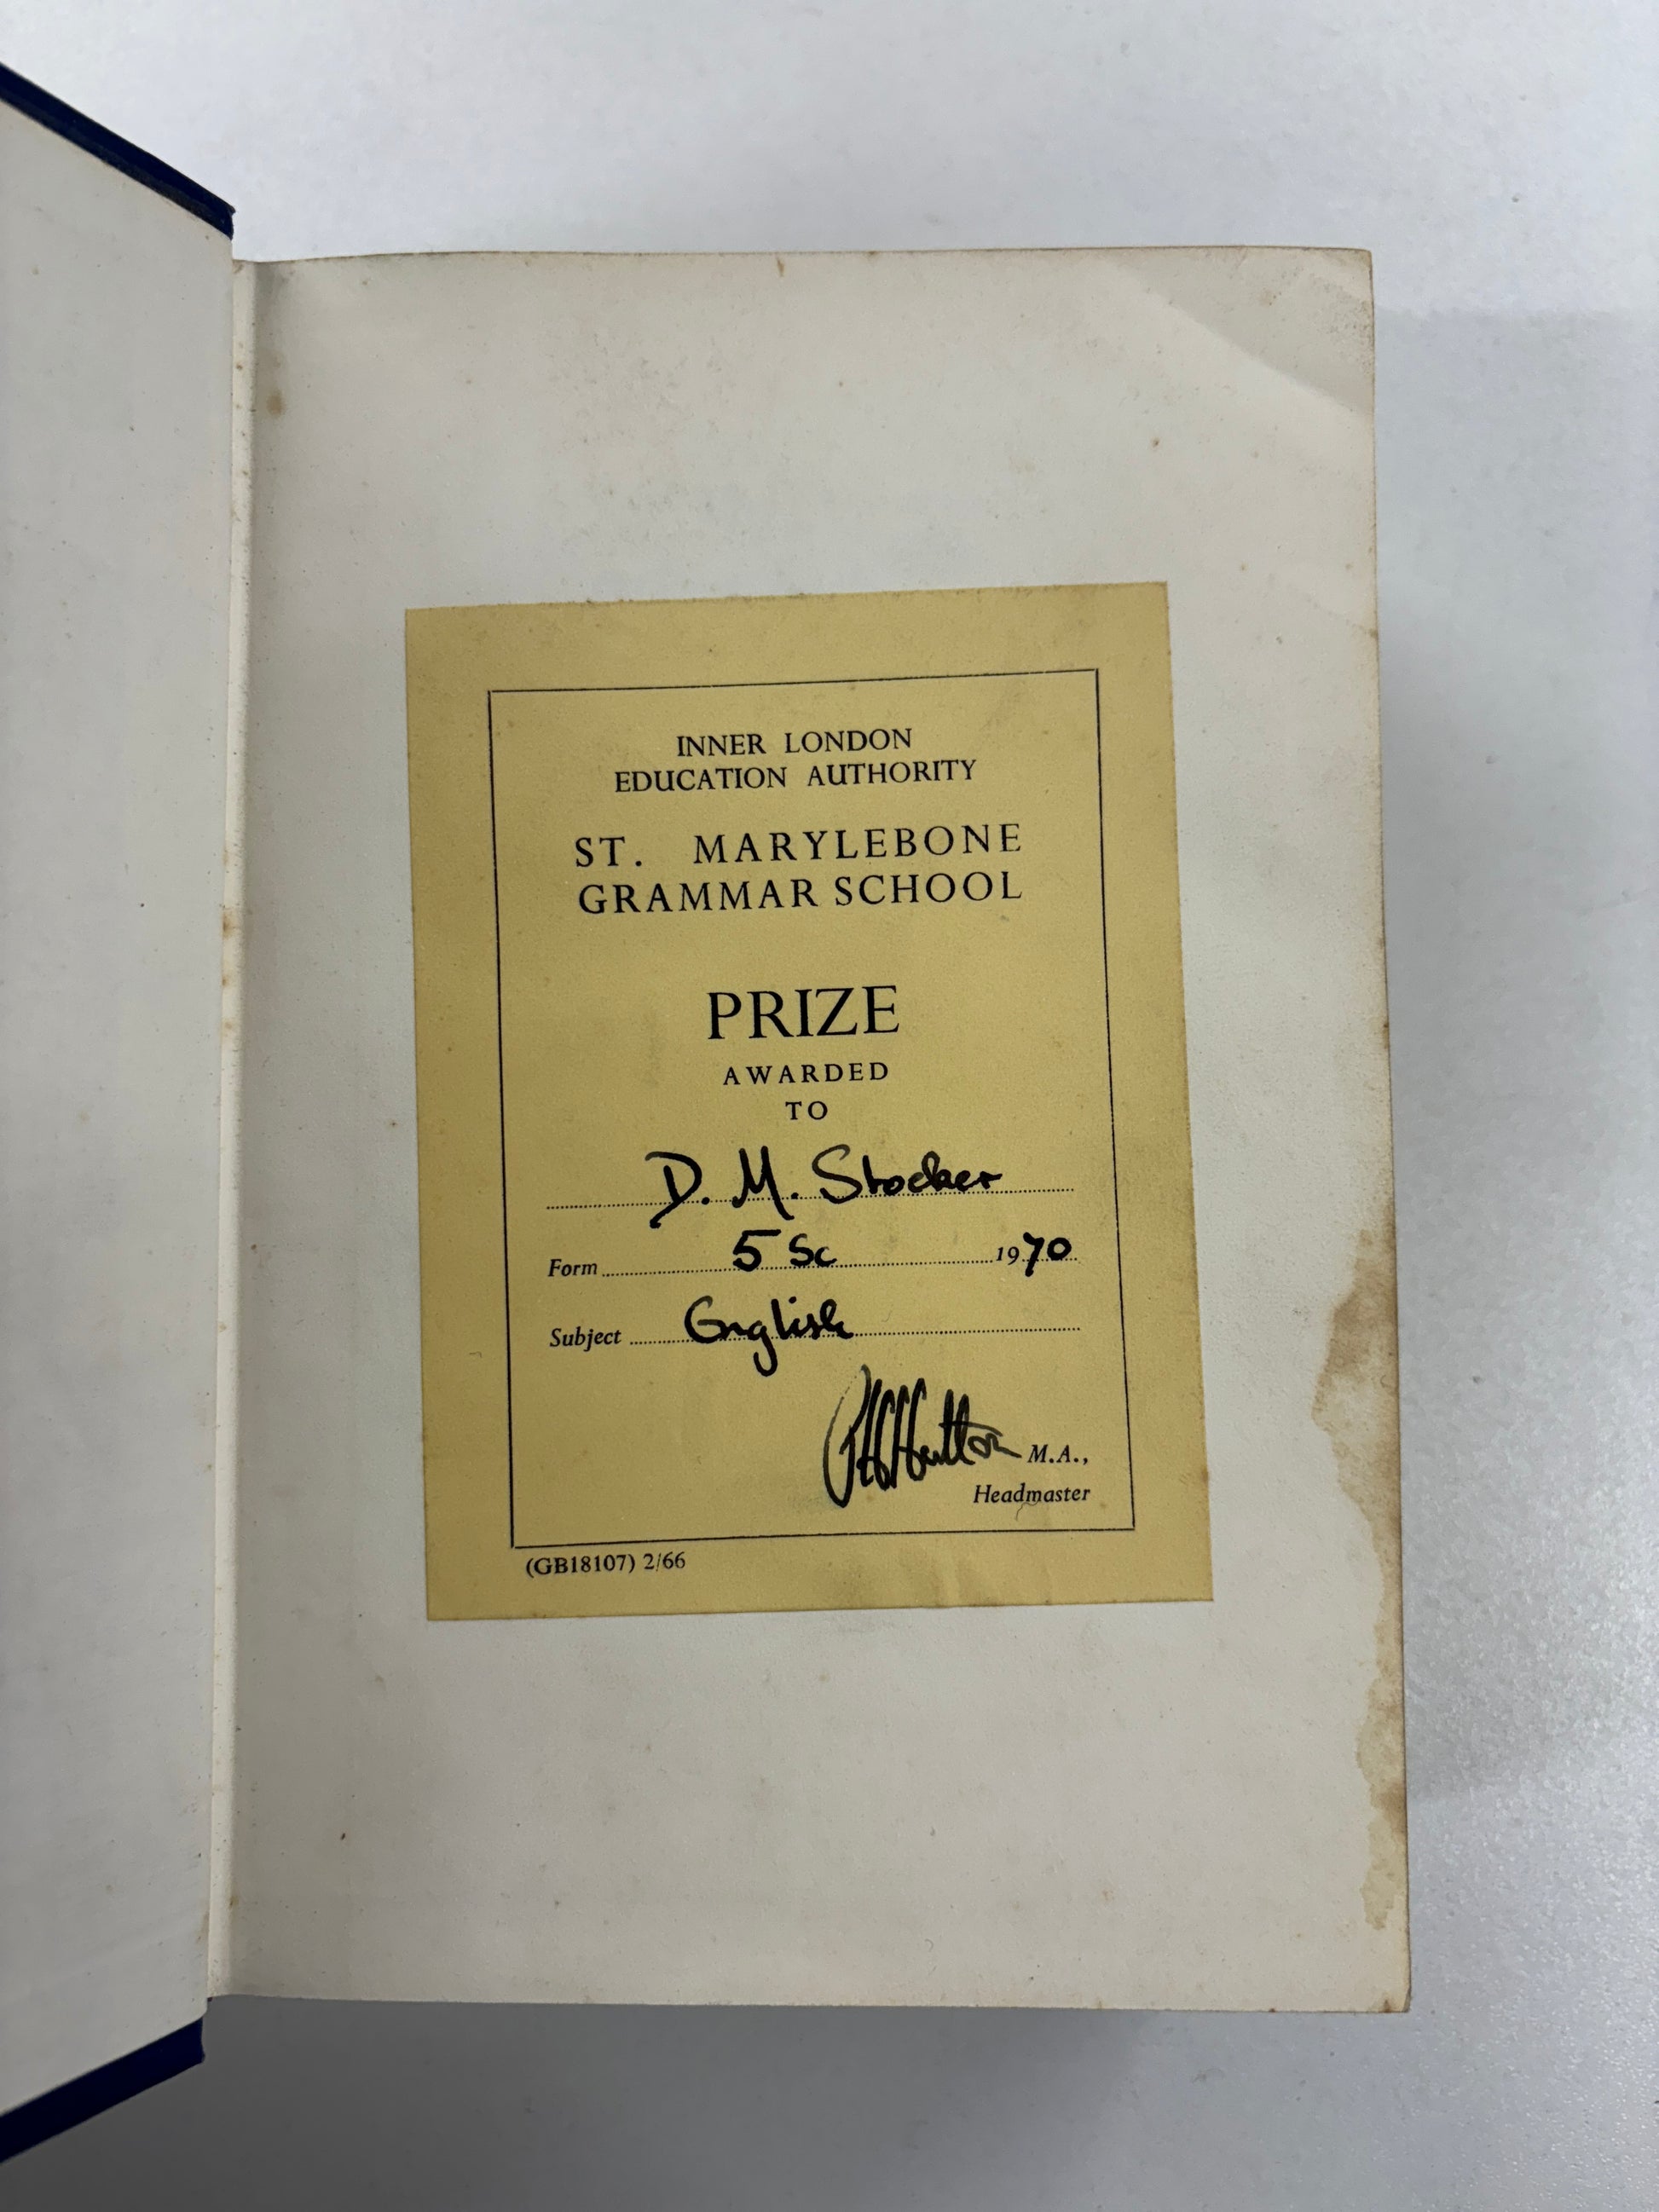 INNER LONDON
EDUCATION AUTHORITY
ST. MARYLEBONE
GRAMMAR SCHOOL
PRIZE
AWARDED
TO
D. M. Stocker
Form 5 Sc 1970
Subject English
Hutton M.A.,
Headmaster
(GB18107) 2/66